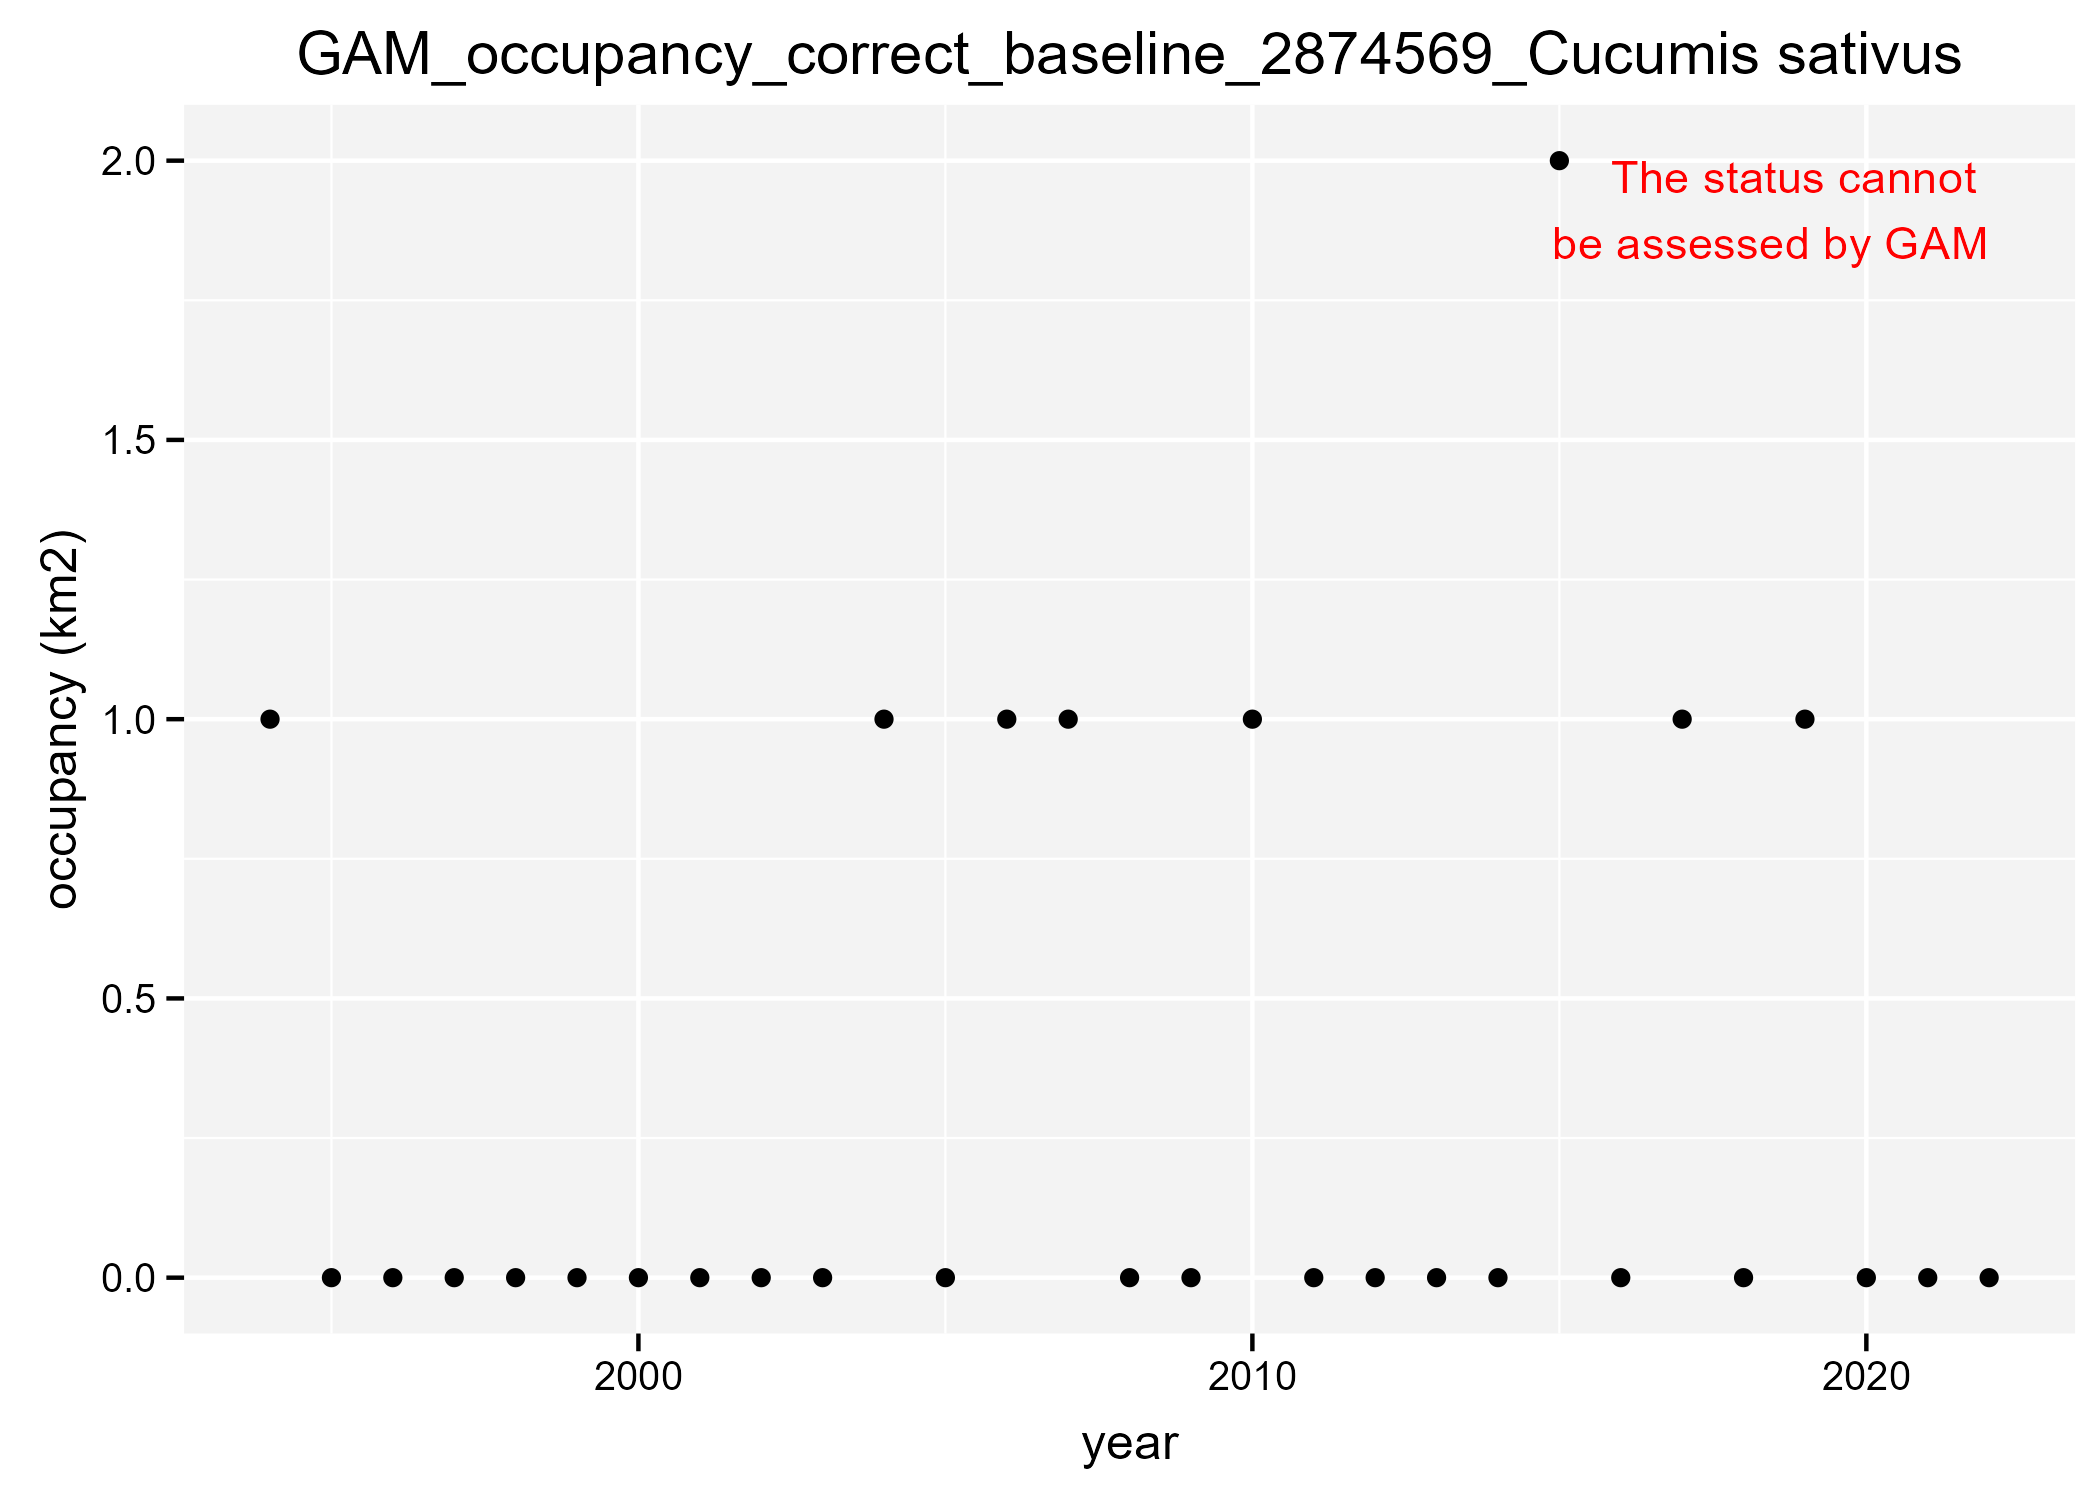 GAM_occupancy_correct_baseline_2874569_Cucumis sativus
2.0
The status cannot
be assessed by GAM
1.5
occupancy (km2)
1.0
0.5
0.0
2000 2010 2020
year